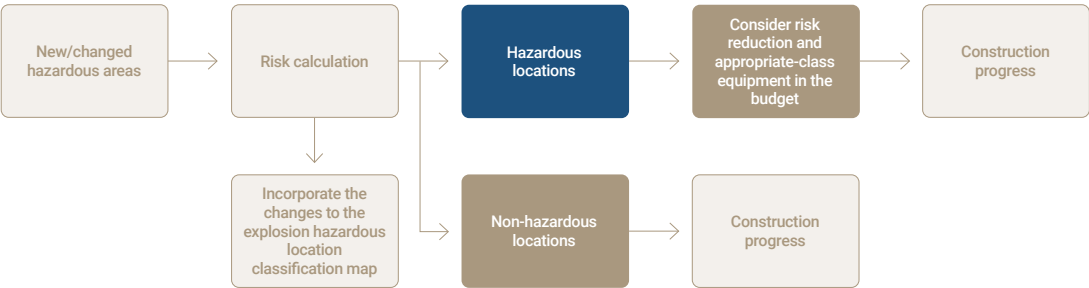 New/changed
hazardous areas
Risk calculation
Hazardous
locations
Consider risk
reduction and
appropriate-class
equipment in the
budget
Construction
progress
Incorporate the
changes to the
explosion hazardous
location
classification map
Non-hazardous
locations
Construction
progress